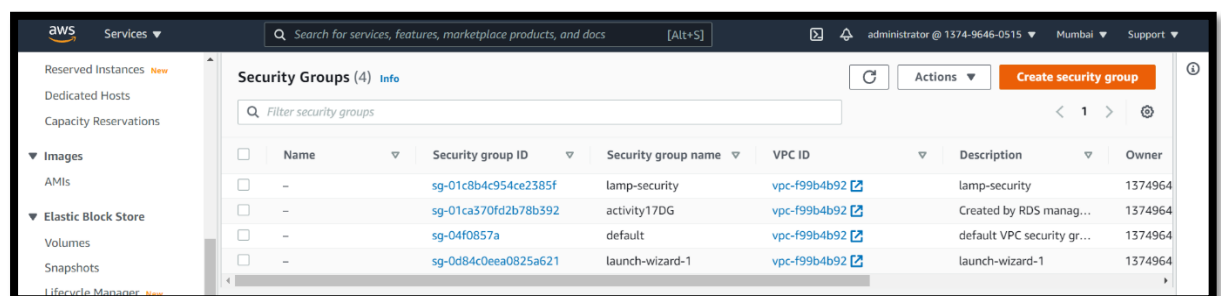 aws Services ▼ Search for services, features, marketplace products, and docs [Alt+S] administrator @ 1374-9646-0515 ▼ Mumbai ▼ Support ▼
Reserved Instances New
Dedicated Hosts
Capacity Reservations
▼ Images
AMIs
▼ Elastic Block Store
Volumes
Snapshots
Lifecycle Manager New
Security Groups (4) Info Actions ▼ Create security group
Filter security groups < 1 >
Name Security group ID Security group name VPC ID Description Owner
– sg-01c8b4c954ce2385f lamp-security vpc-f99b4b92 lamp-security 1374964
– sg-01ca370fd2b78b392 activity17DG vpc-f99b4b92 Created by RDS manag... 1374964
– sg-04f0857a default vpc-f99b4b92 default VPC security gr... 1374964
– sg-0d84c0eea0825a621 launch-wizard-1 vpc-f99b4b92 launch-wizard-1 1374964